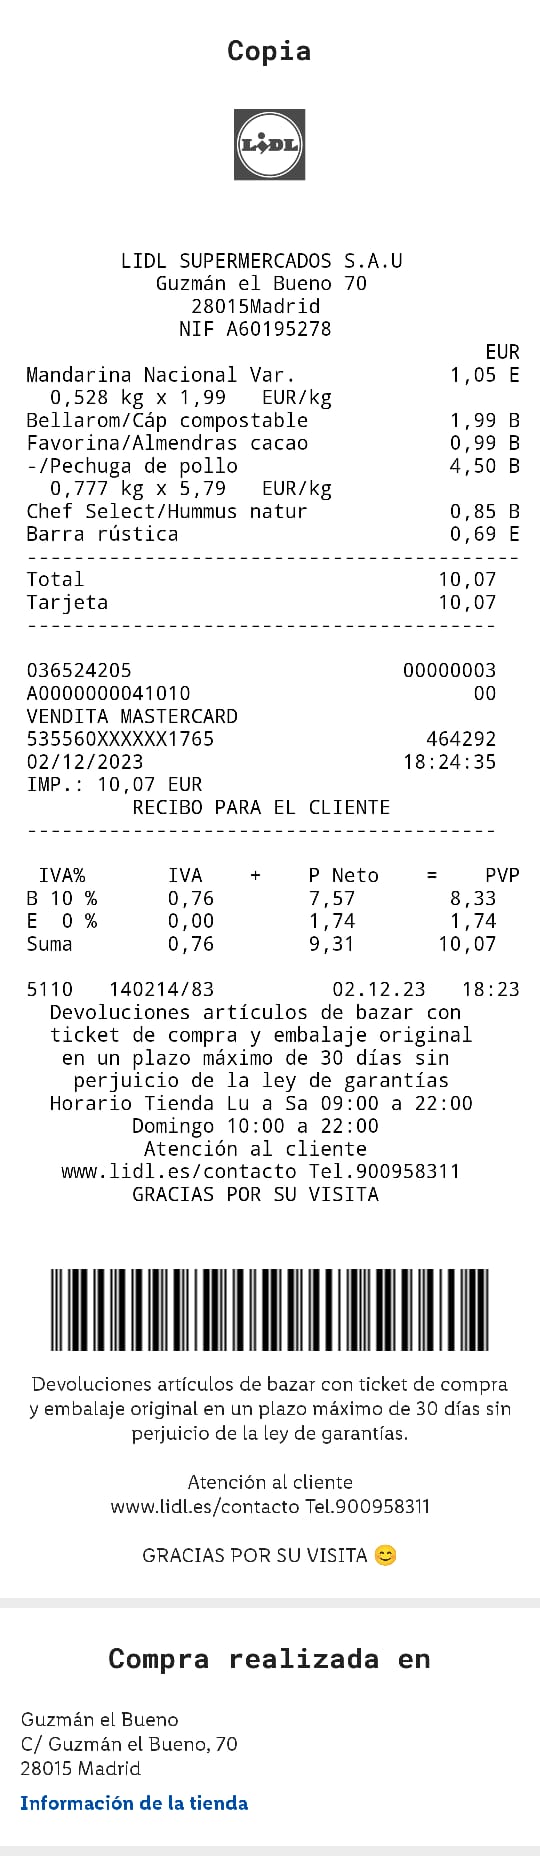 Copia
LIDL
LIDL SUPERMERCADOS S.A.U
Guzmán el Bueno 70
28015Madrid
NIF A60195278
EUR
Mandarina Nacional Var. 1,05 E
0,528 kg x 1,99 EUR/kg
Bellarom/Cáp compostable 1,99 B
Favorina/Almendras cacao 0,99 B
-/Pechuga de pollo 4,50 B
0,777 kg x 5,79 EUR/kg
Chef Select/Hummus natur 0,85 B
Barra rústica 0,69 E
------------------------------------------
Total 10,07
Tarjeta 10,07
----------------------------------------
036524205 00000003
A0000000041010 00
VENDITA MASTERCARD
535560XXXXXX1765 464292
02/12/2023 18:24:35
IMP.: 10,07 EUR
RECIBO PARA EL CLIENTE
----------------------------------------
IVA% IVA + P Neto = PVP
B 10 % 0,76 7,57 8,33
E 0 % 0,00 1,74 1,74
Suma 0,76 9,31 10,07
5110 140214/83 02.12.23 18:23
Devoluciones artículos de bazar con
ticket de compra y embalaje original
en un plazo máximo de 30 días sin
perjuicio de la ley de garantías
Horario Tienda Lu a Sa 09:00 a 22:00
Domingo 10:00 a 22:00
Atención al cliente
www.lidl.es/contacto Tel.900958311
GRACIAS POR SU VISITA
Devoluciones artículos de bazar con ticket de compra
y embalaje original en un plazo máximo de 30 días sin
perjuicio de la ley de garantías.
Atención al cliente
www.lidl.es/contacto Tel.900958311
GRACIAS POR SU VISITA 😊
Compra realizada en
Guzmán el Bueno
C/ Guzmán el Bueno, 70
28015 Madrid
Información de la tienda